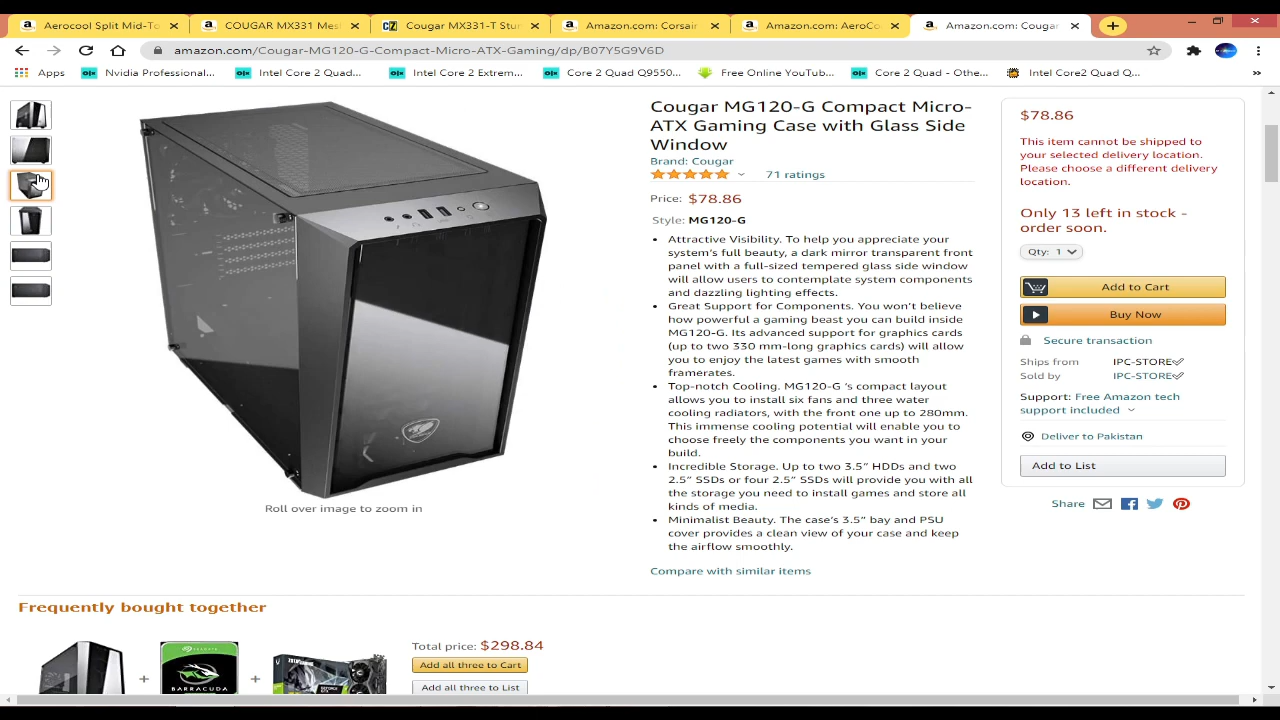 Aerocool Split Mid-To
COUGAR MX331 Mes
Cougar MX331-T Stu
Amazon.com: Corsair
Amazon.com: AeroCo
Amazon.com: Cougar
amazon.com/Cougar-MG120-G-Compact-Micro-ATX-Gaming/dp/B07Y5G9V6D
Apps
Nvidia Professional...
Intel Core 2 Quad...
Intel Core 2 Extrem...
Core 2 Quad Q9550...
Free Online YouTub...
Core 2 Quad - Othe...
Intel Core2 Quad Q...
Cougar MG120-G Compact Micro-
ATX Gaming Case with Glass Side
Window
Brand: Cougar
71 ratings
Price: $78.86
Style: MG120-G
• Attractive Visibility. To help you appreciate your
system's full beauty, a dark mirror transparent front
panel with a full-sized tempered glass side window
will allow users to contemplate system components
and dazzling lighting effects.
• Great Support for Components. You won't believe
how powerful a gaming beast you can build inside
MG120-G. Its advanced support for graphics cards
(up to two 330 mm-long graphics cards) will allow
you to enjoy the latest games with smooth
framerates.
• Top-notch Cooling. MG120-G 's compact layout
allows you to install six fans and three water
cooling radiators, with the front one up to 280mm.
This immense cooling potential will enable you to
choose freely the components you want in your
build.
• Incredible Storage. Up to two 3.5” HDDs and two
2.5” SSDs or four 2.5” SSDs will provide you with all
the storage you need to install games and store all
kinds of media.
• Minimalist Beauty. The case's 3.5” bay and PSU
cover provides a clean view of your case and keep
the airflow smoothly.
Compare with similar items
$78.86
This item cannot be shipped to
your selected delivery location.
Please choose a different delivery
location.
Only 13 left in stock -
order soon.
Qty: 1
Add to Cart
Buy Now
Secure transaction
Ships from IPC-STORE
Sold by IPC-STORE
Support: Free Amazon tech
support included
Deliver to Pakistan
Add to List
Share
Roll over image to zoom in
Frequently bought together
BARRACUDA
Total price: $298.84
Add all three to Cart
Add all three to List